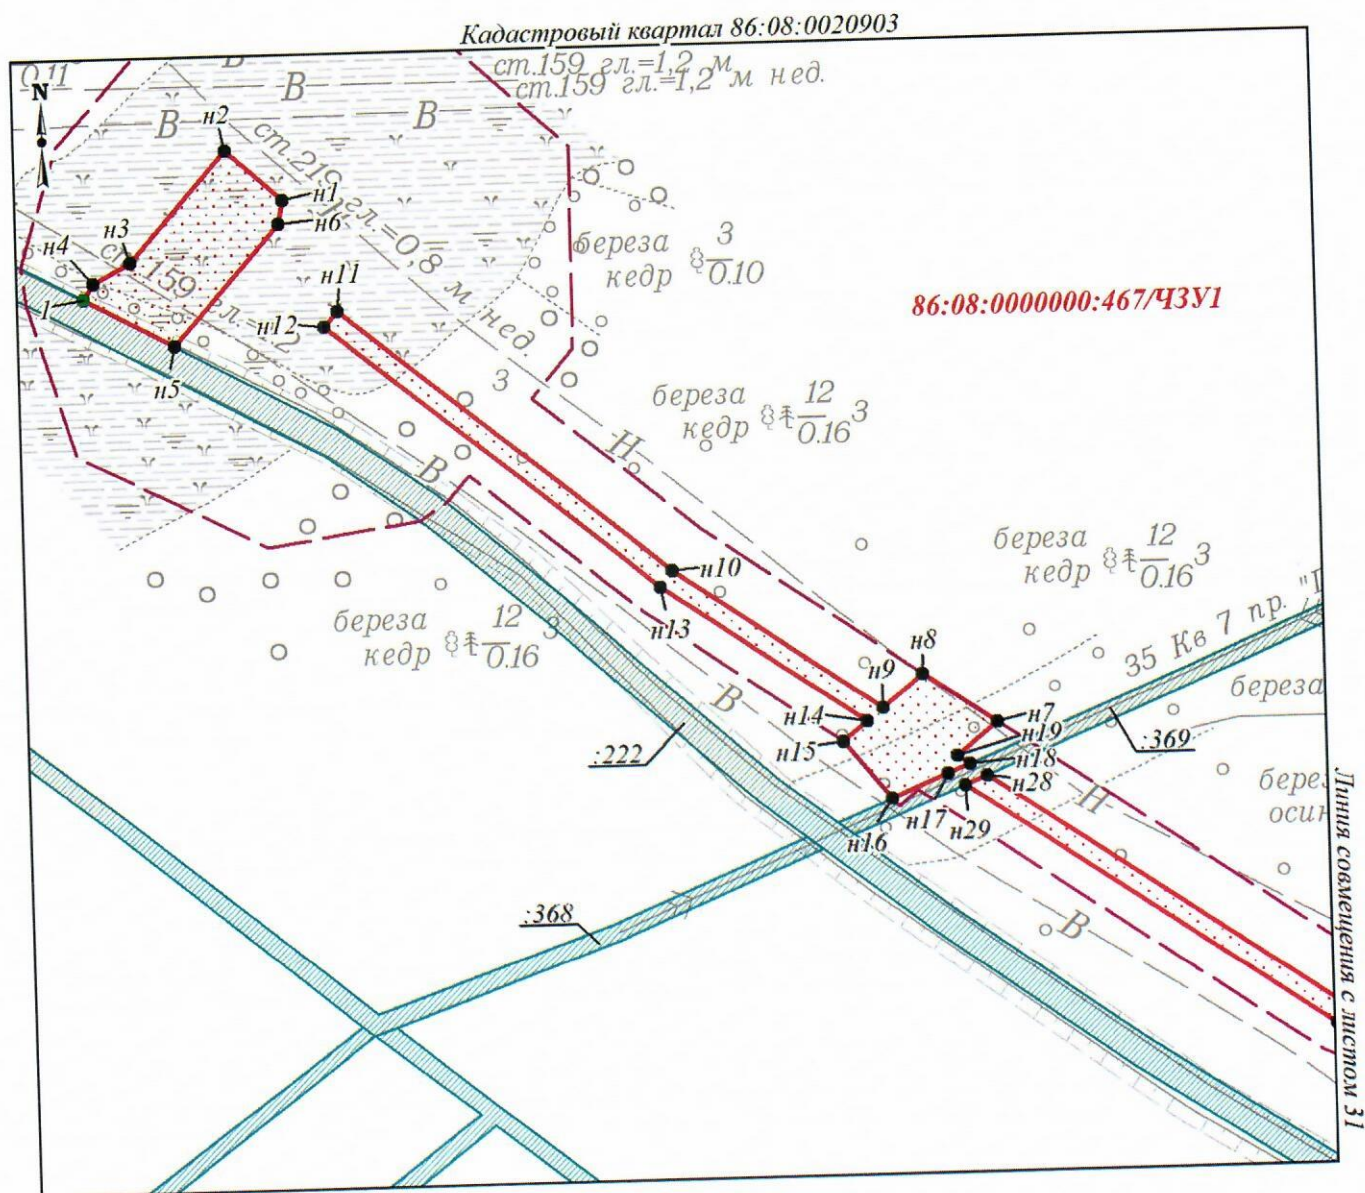 Кадастровый квартал 86:08:0020903
0.11
N
В
В
В
В
ст.159 гл.=1,2 м
ст.159 гл.=1,2 м нед.
ст.219 гл.=0,8 м нед.
н2
н1
н6
н3
н4
1
ст.159 гл.=
н5
н11
н12
береза
кедр
3
0.10
86:08:0000000:467/ЧЗУ1
3
береза
кедр
12
0.16
3
Н
В
береза
кедр
12
0.16
3
н10
н13
береза
кедр
12
0.16
3
35 Кв 7 пр.
н8
н9
н7
н14
н15
н19
н18
н28
н17
н29
н16
В
:222
:369
береза
Н
В
:368
Линия совмещения с листом 31